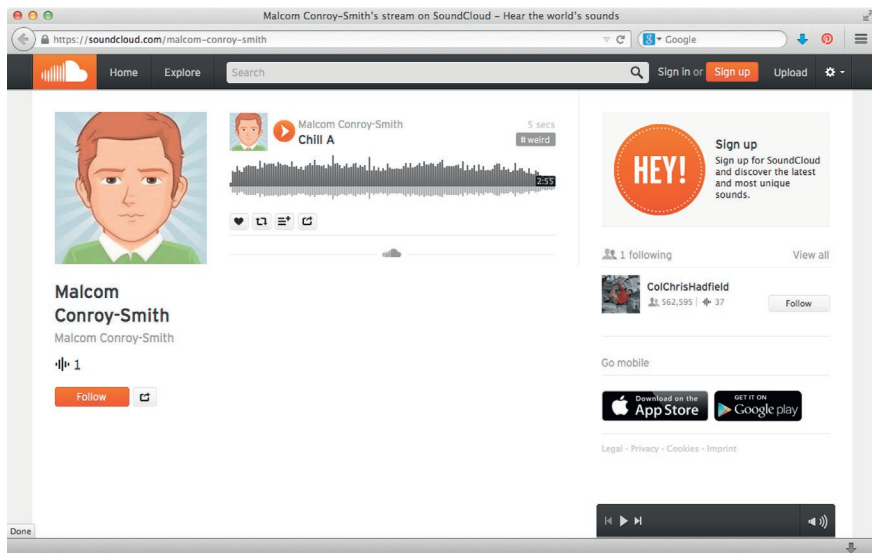 Malcom Conroy-Smith's stream on SoundCloud – Hear the world's sounds
https://soundcloud.com/malcom-conroy-smith
Google
Home
Explore
Search
Sign in or
Sign up
Upload
Malcom Conroy-Smith
5 secs
Chill A
# weird
2:55
HEY!
Sign up
Sign up for SoundCloud
and discover the latest
and most unique
sounds.
Malcom
Conroy-Smith
Malcom Conroy-Smith
1
Follow
1 following
View all
ColChrisHadfield
562,595
37
Follow
Go mobile
Download on the
App Store
GET IT ON
Google play
Legal - Privacy - Cookies - Imprint
Done